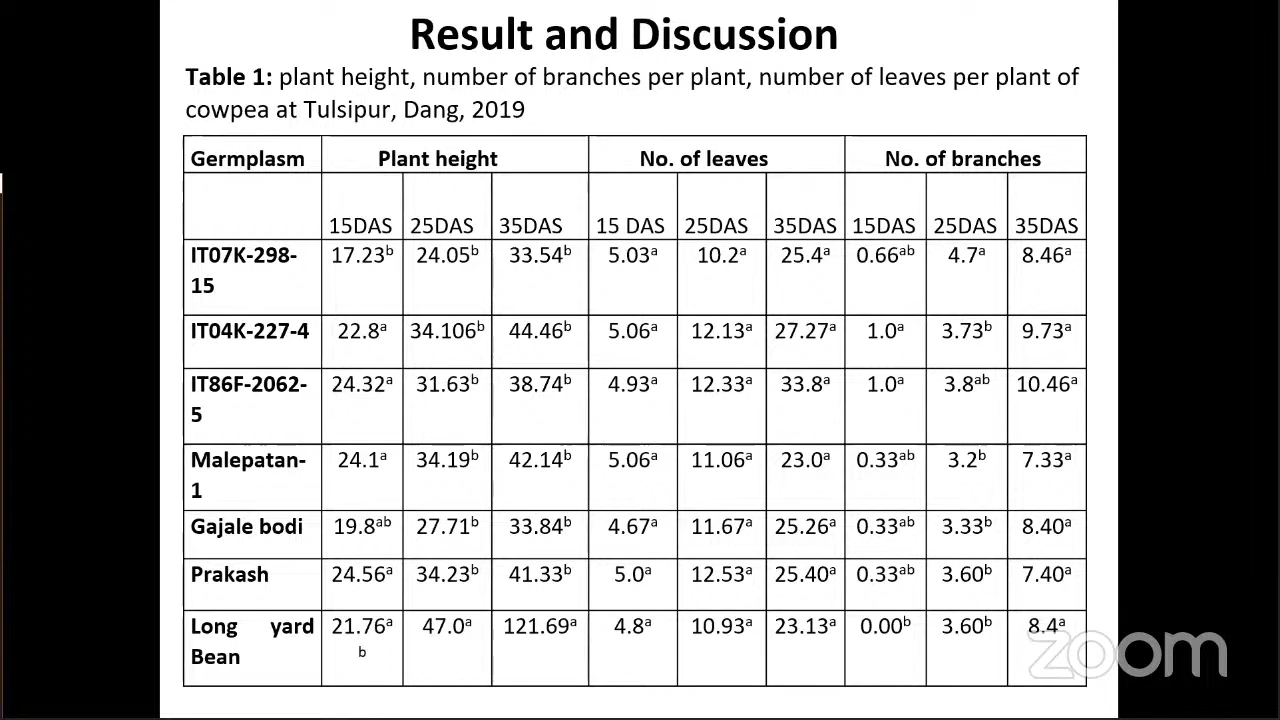 Result and Discussion
Table 1: plant height, number of branches per plant, number of leaves per plant of
cowpea at Tulsipur, Dang, 2019
Germplasm Plant height No. of leaves No. of branches
15DAS 25DAS 35DAS 15 DAS 25DAS 35DAS 15DAS 25DAS 35DAS
IT07K-298- 17.23ᵇ 24.05ᵇ 33.54ᵇ 5.03ᵃ 10.2ᵃ 25.4ᵃ 0.66ᵃᵇ 4.7ᵃ 8.46ᵃ
15
IT04K-227-4 22.8ᵃ 34.106ᵇ 44.46ᵇ 5.06ᵃ 12.13ᵃ 27.27ᵃ 1.0ᵃ 3.73ᵇ 9.73ᵃ
IT86F-2062- 24.32ᵃ 31.63ᵇ 38.74ᵇ 4.93ᵃ 12.33ᵃ 33.8ᵃ 1.0ᵃ 3.8ᵃᵇ 10.46ᵃ
5
Malepatan- 24.1ᵃ 34.19ᵇ 42.14ᵇ 5.06ᵃ 11.06ᵃ 23.0ᵃ 0.33ᵃᵇ 3.2ᵇ 7.33ᵃ
1
Gajale bodi 19.8ᵃᵇ 27.71ᵇ 33.84ᵇ 4.67ᵃ 11.67ᵃ 25.26ᵃ 0.33ᵃᵇ 3.33ᵇ 8.40ᵃ
Prakash 24.56ᵃ 34.23ᵇ 41.33ᵇ 5.0ᵃ 12.53ᵃ 25.40ᵃ 0.33ᵃᵇ 3.60ᵇ 7.40ᵃ
Long yard 21.76ᵃ 47.0ᵃ 121.69ᵃ 4.8ᵃ 10.93ᵃ 23.13ᵃ 0.00ᵇ 3.60ᵇ 8.4ᵃ
Bean ᵇ
zoom